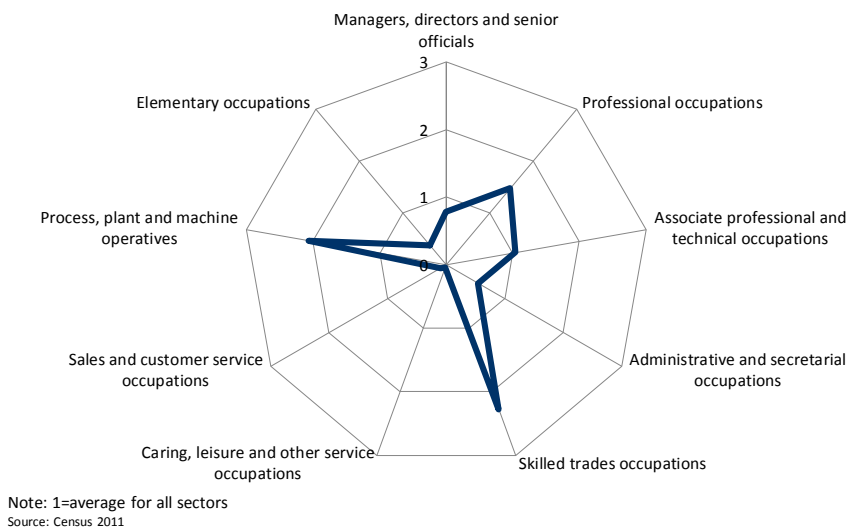 Managers, directors and senior
officials
3
Elementary occupations
Professional occupations
2
1
Process, plant and machine
operatives
Associate professional and
technical occupations
0
Sales and customer service
occupations
Administrative and secretarial
occupations
Caring, leisure and other service
occupations
Skilled trades occupations
Note: 1=average for all sectors
Source: Census 2011